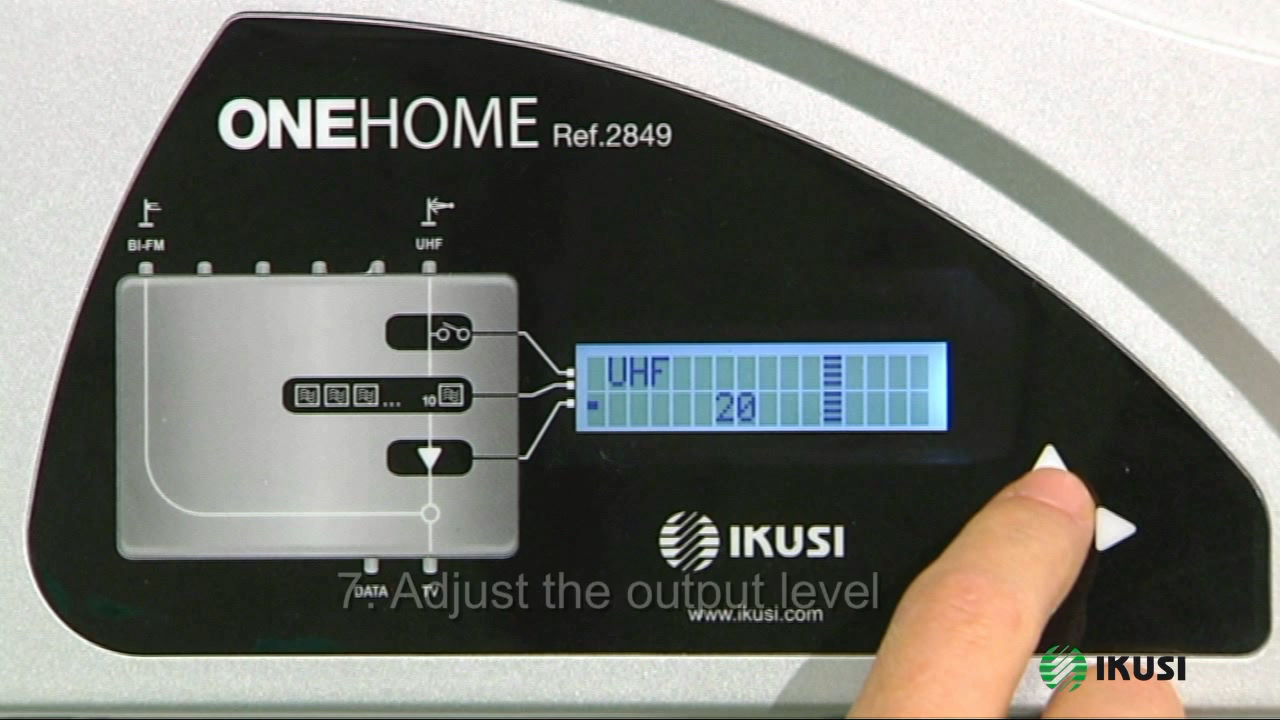 ONEHOME Ref.2849
BI-FM
UHF
...
10
UHF
20
IKUSI
7. Adjust the output level
DATA
TV
www.ikusi.com
IKUSI